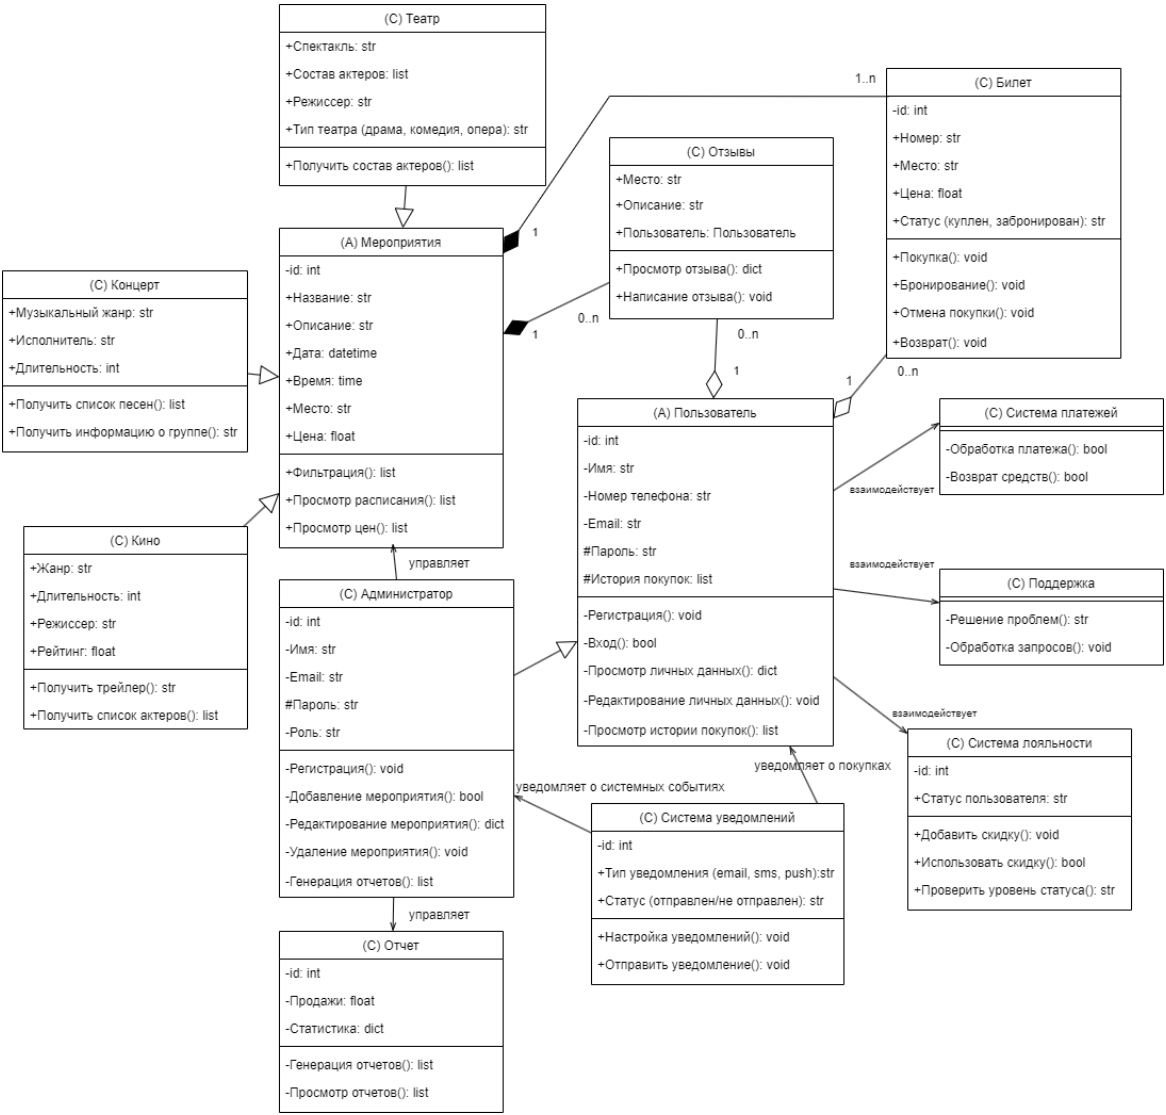 (C) Театр
+Спектакль: str
+Состав актеров: list
+Режиссер: str
+Тип театра (драма, комедия, опера): str
+Получить состав актеров(): list
1..n
(C) Билет
-id: int
+Номер: str
+Место: str
+Цена: float
+Статус (куплен, забронирован): str
+Покупка(): void
+Бронирование(): void
+Отмена покупки(): void
+Возврат(): void
(C) Отзывы
+Место: str
+Описание: str
+Пользователь: Пользователь
+Просмотр отзыва(): dict
+Написание отзыва(): void
1
0..n
1
0..n
1
1
0..n
(A) Мероприятия
-id: int
+Название: str
+Описание: str
+Дата: datetime
+Время: time
+Место: str
+Цена: float
+Фильтрация(): list
+Просмотр расписания(): list
+Просмотр цен(): list
(C) Концерт
+Музыкальный жанр: str
+Исполнитель: str
+Длительность: int
+Получить список песен(): list
+Получить информацию о группе(): str
(C) Кино
+Жанр: str
+Длительность: int
+Режиссер: str
+Рейтинг: float
+Получить трейлер(): str
+Получить список актеров(): list
управляет
(C) Администратор
-id: int
-Имя: str
-Email: str
#Пароль: str
-Роль: str
-Регистрация(): void
-Добавление мероприятия(): bool
-Редактирование мероприятия(): dict
-Удаление мероприятия(): void
-Генерация отчетов(): list
управляет
(C) Отчет
-id: int
-Продажи: float
-Статистика: dict
-Генерация отчетов(): list
-Просмотр отчетов(): list
(A) Пользователь
-id: int
-Имя: str
-Номер телефона: str
-Email: str
#Пароль: str
#История покупок: list
-Регистрация(): void
-Вход(): bool
-Просмотр личных данных(): dict
-Редактирование личных данных(): void
-Просмотр истории покупок(): list
взаимодействует
(C) Система платежей
-Обработка платежа(): bool
-Возврат средств(): bool
взаимодействует
(C) Поддержка
-Решение проблем(): str
-Обработка запросов(): void
взаимодействует
(C) Система лояльности
-id: int
+Статус пользователя: str
+Добавить скидку(): void
+Использовать скидку(): bool
+Проверить уровень статуса(): str
уведомляет о покупках
уведомляет о системных событиях
(C) Система уведомлений
-id: int
+Тип уведомления (email, sms, push):str
+Статус (отправлен/не отправлен): str
+Настройка уведомлений(): void
+Отправить уведомление(): void